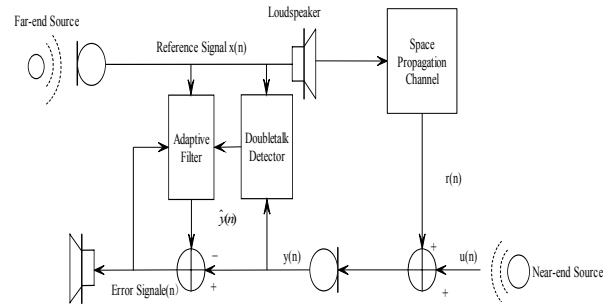 Far-end Source
Loudspeaker
Reference Signal x(n)
Space
Propagation
Channel
Adaptive
Filter
Doubletalk
Detector
r(n)
ŷ(n)
−
+
y(n)
+
+
u(n)
Error Signale(n)
Near-end Source